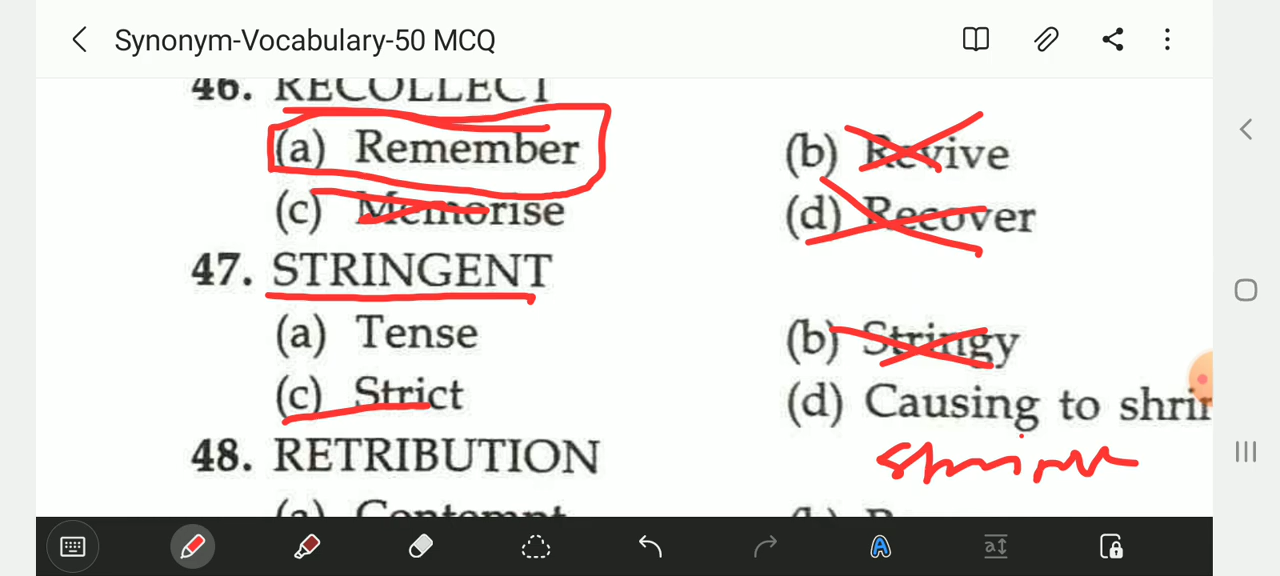 Synonym-Vocabulary-50 MCQ
46. RECOLLECT
(a) Remember (b) Revive
(c) Memorise (d) Recover
47. STRINGENT
(a) Tense (b) Stringy
(c) Strict (d) Causing to
shrink
48. RETRIBUTION
(a) Contempt